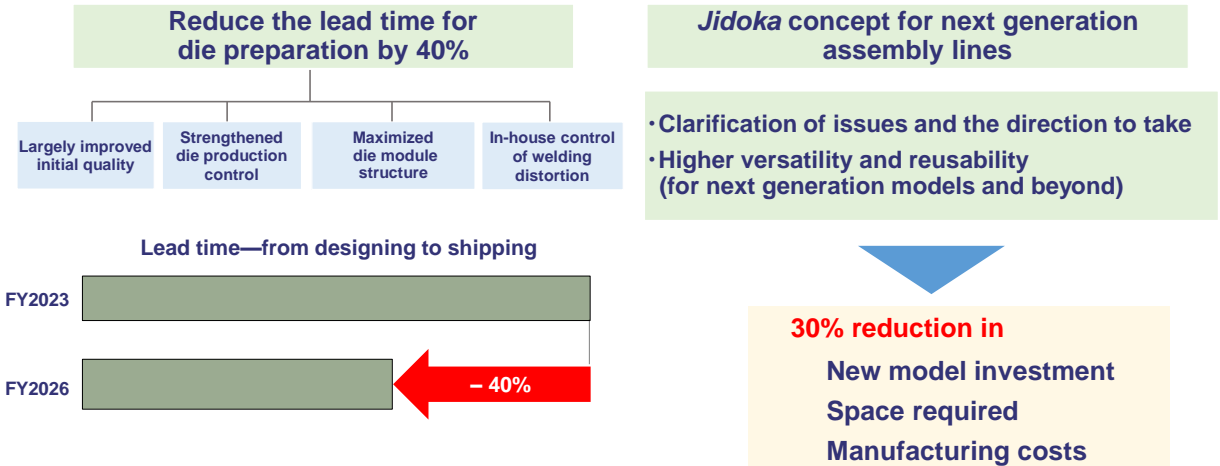 Reduce the lead time for
die preparation by 40%
Largely improved
initial quality
Strengthened
die production
control
Maximized
die module
structure
In-house control
of welding
distortion
Lead time—from designing to shipping
FY2023
FY2026
– 40%
Jidoka concept for next generation
assembly lines
・Clarification of issues and the direction to take
・Higher versatility and reusability
(for next generation models and beyond)
30% reduction in
New model investment
Space required
Manufacturing costs